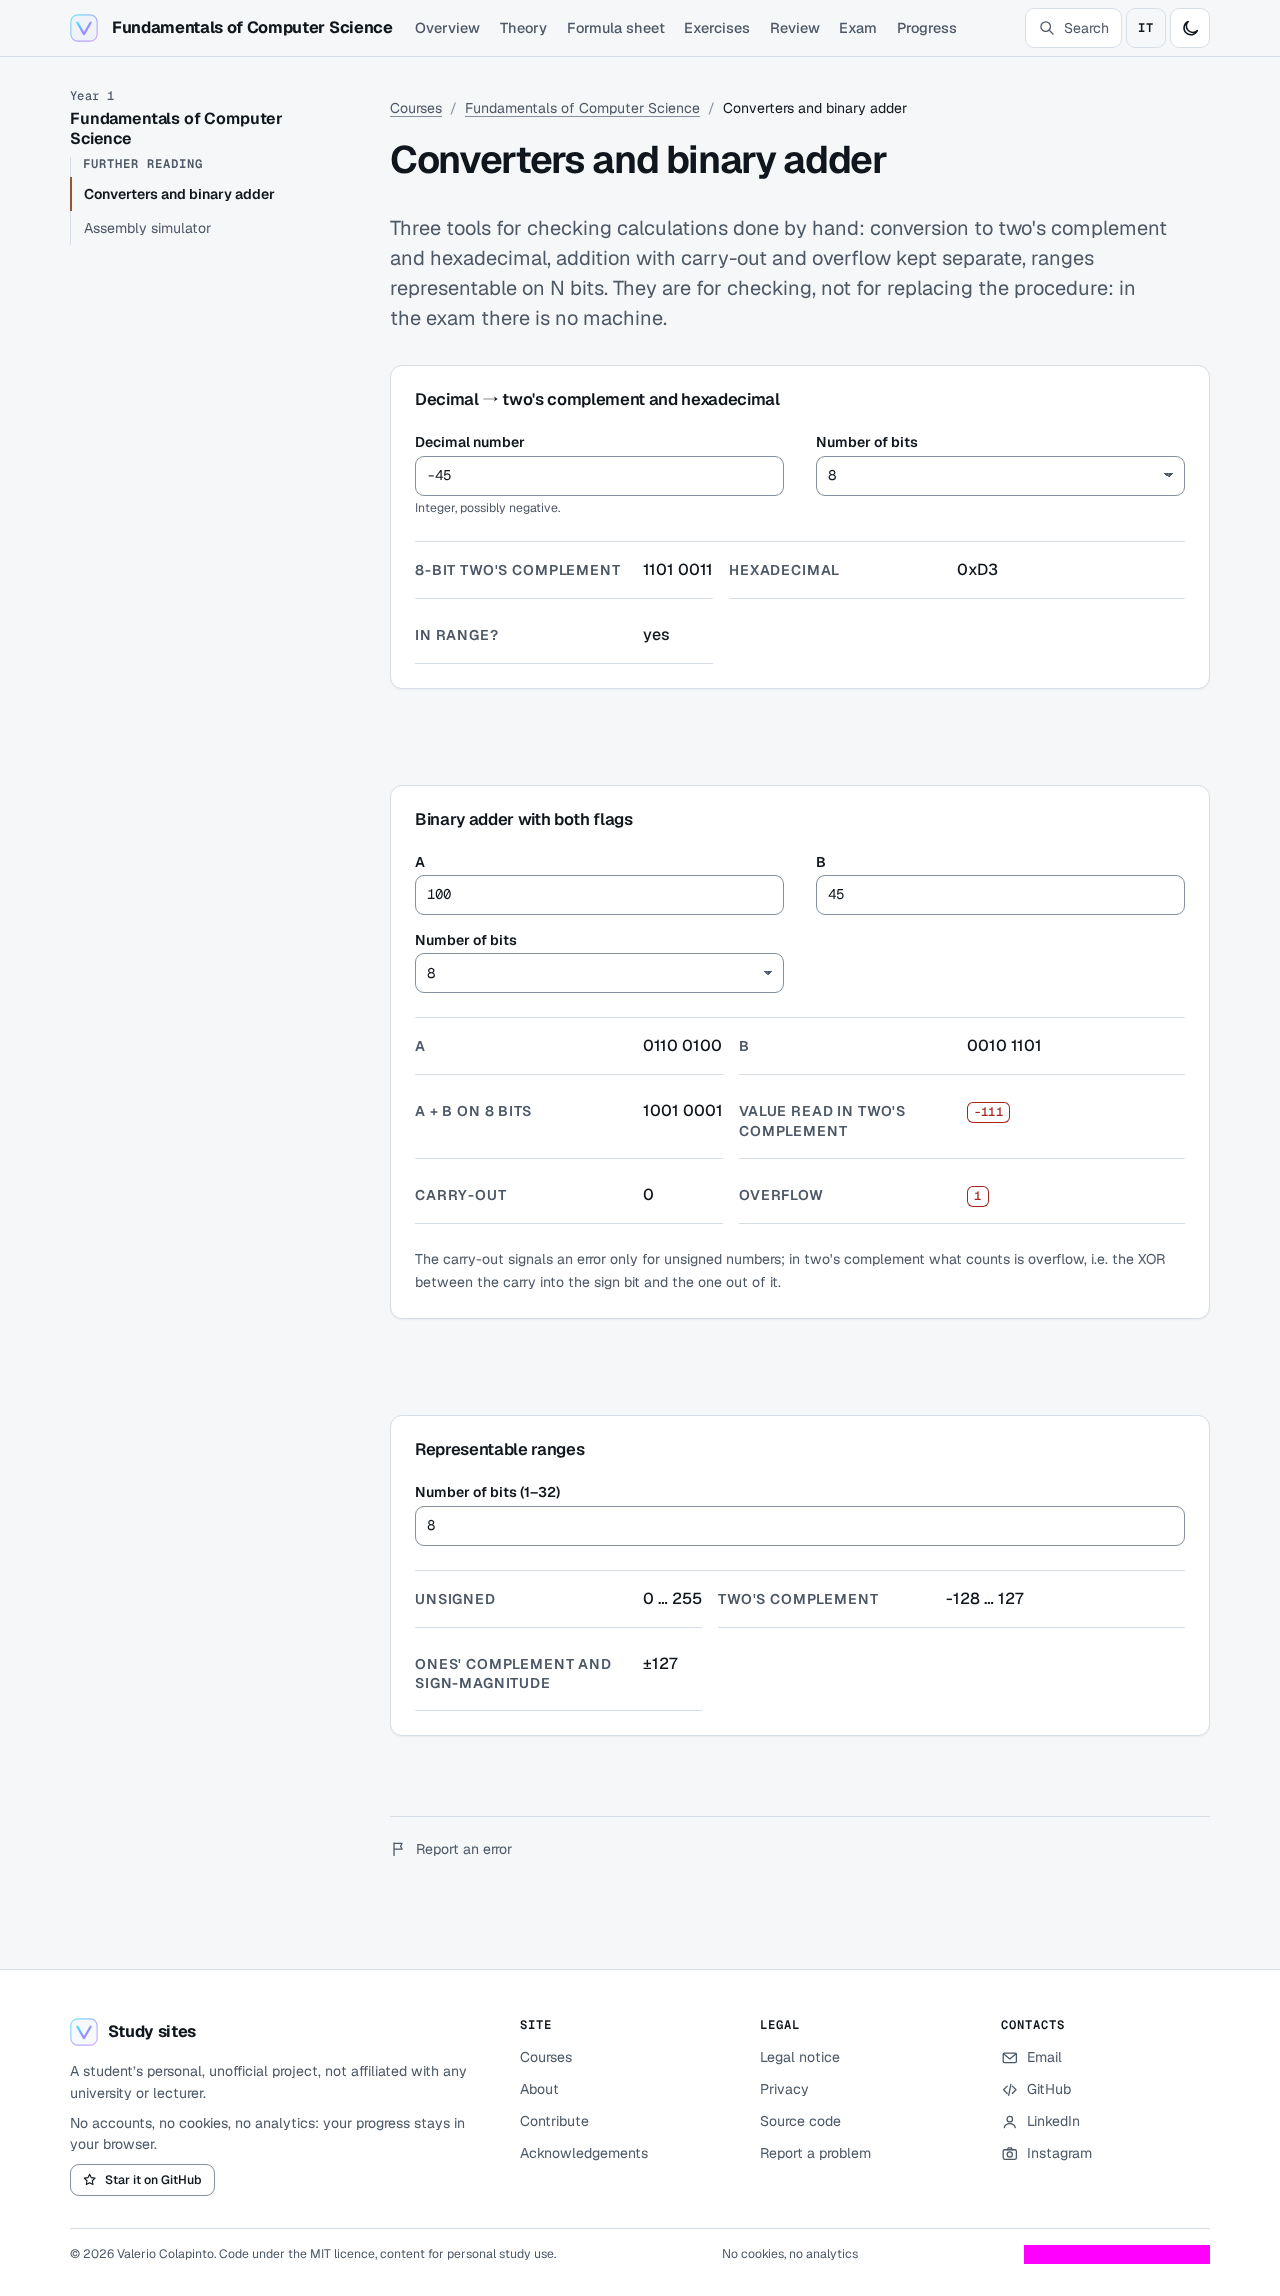 Fundamentals of Computer Science
Overview
Theory
Formula sheet
Exercises
Review
Exam
Progress
Search
IT
Year 1
Fundamentals of Computer
Science
FURTHER READING
Converters and binary adder
Assembly simulator
Courses / Fundamentals of Computer Science / Converters and binary adder
Converters and binary adder
Three tools for checking calculations done by hand: conversion to two's complement
and hexadecimal, addition with carry-out and overflow kept separate, ranges
representable on N bits. They are for checking, not for replacing the procedure: in
the exam there is no machine.
Decimal → two's complement and hexadecimal
Decimal number
Number of bits
-45
8
Integer, possibly negative.
8-BIT TWO'S COMPLEMENT
1101 0011
HEXADECIMAL
0xD3
IN RANGE?
yes
Binary adder with both flags
A
B
100
45
Number of bits
8
A
0110 0100
B
0010 1101
A + B ON 8 BITS
1001 0001
VALUE READ IN TWO'S
COMPLEMENT
-111
CARRY-OUT
0
OVERFLOW
1
The carry-out signals an error only for unsigned numbers; in two's complement what counts is overflow, i.e. the XOR
between the carry into the sign bit and the one out of it.
Representable ranges
Number of bits (1–32)
8
UNSIGNED
0 … 255
TWO'S COMPLEMENT
-128 … 127
ONES' COMPLEMENT AND
SIGN-MAGNITUDE
±127
Report an error
Study sites
A student's personal, unofficial project, not affiliated with any
university or lecturer.
No accounts, no cookies, no analytics: your progress stays in
your browser.
Star it on GitHub
SITE
Courses
About
Contribute
Acknowledgements
LEGAL
Legal notice
Privacy
Source code
Report a problem
CONTACTS
Email
GitHub
LinkedIn
Instagram
© 2026 Valerio Colapinto. Code under the MIT licence, content for personal study use.
No cookies, no analytics